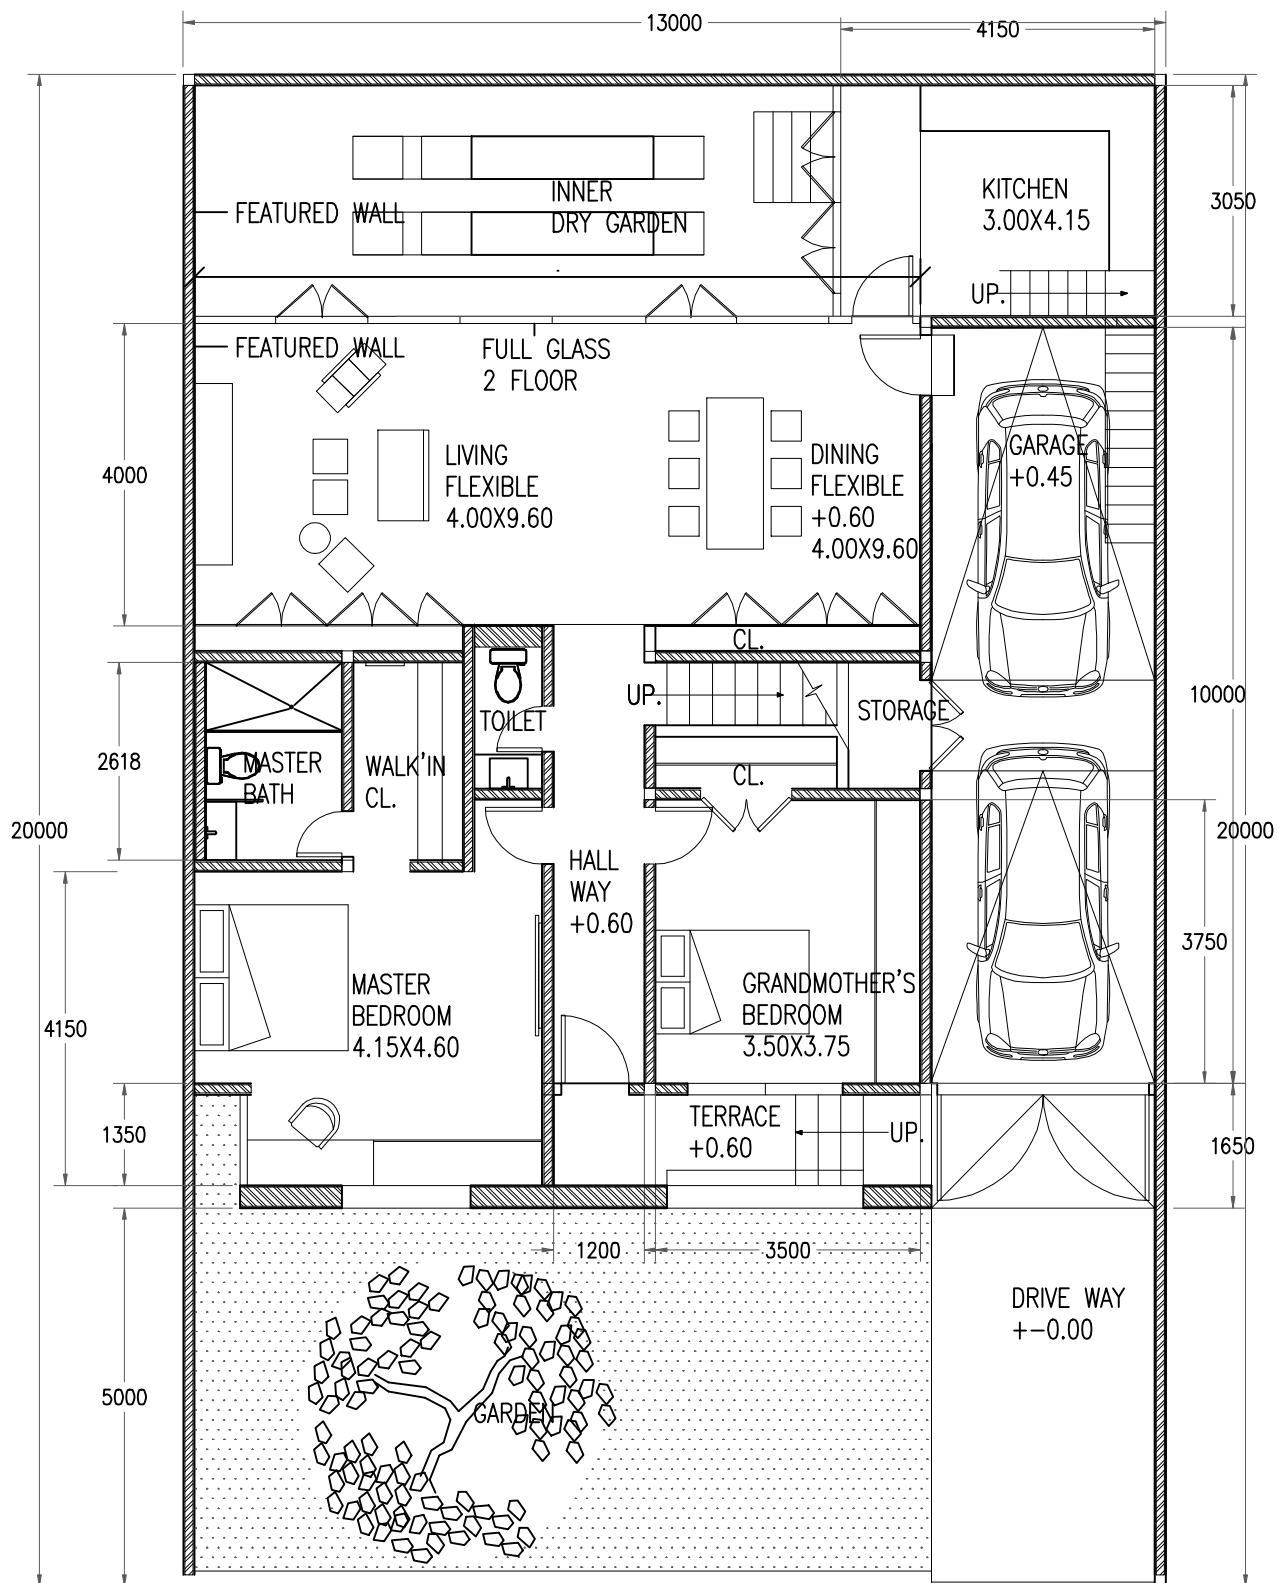 13000
4150
KITCHEN
3.00X4.15
3050
INNER
DRY GARDEN
FEATURED WALL
UP.
FEATURED WALL
FULL GLASS
2 FLOOR
GARAGE
+0.45
LIVING
FLEXIBLE
4.00X9.60
DINING
FLEXIBLE
+0.60
4.00X9.60
4000
CL.
UP.
STORAGE
10000
TOILET
2618
MASTER
BATH
WALK'IN
CL.
CL.
20000
20000
HALL
WAY
+0.60
3750
MASTER
BEDROOM
4.15X4.60
GRANDMOTHER'S
BEDROOM
3.50X3.75
4150
1350
TERRACE
+0.60
UP.
1650
1200
3500
DRIVE WAY
+-0.00
5000
GARDEN